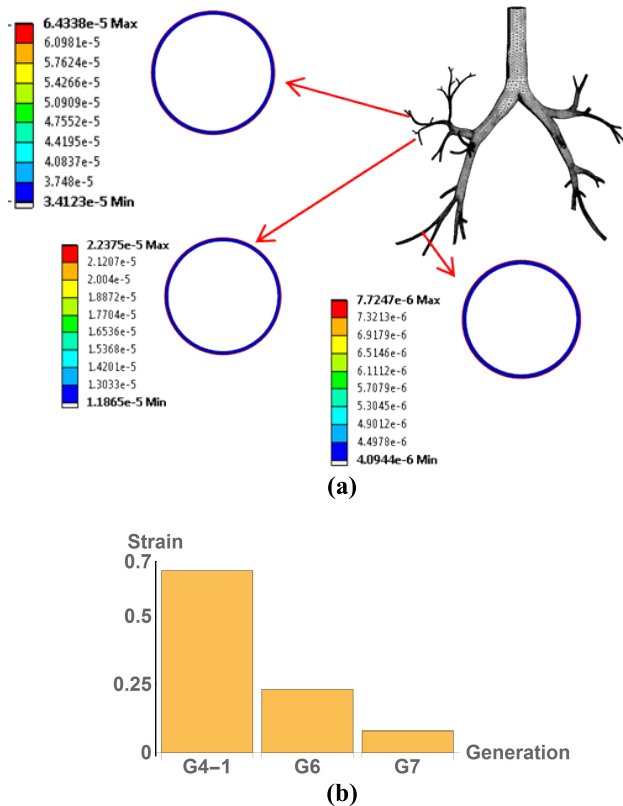 6.4338e-5 Max
6.0981e-5
5.7624e-5
5.4266e-5
5.0909e-5
4.7552e-5
4.4195e-5
4.0837e-5
3.748e-5
3.4123e-5 Min
2.2375e-5 Max
2.1207e-5
2.004e-5
1.8872e-5
1.7704e-5
1.6536e-5
1.5368e-5
1.4201e-5
1.3033e-5
1.1865e-5 Min
7.7247e-6 Max
7.3213e-6
6.9179e-6
6.5146e-6
6.1112e-6
5.7079e-6
5.3045e-6
4.9012e-6
4.4978e-6
4.0944e-6 Min
(a)
Strain
0.7
0.5
0.25
0
G4–1 G6 G7 Generation
(b)